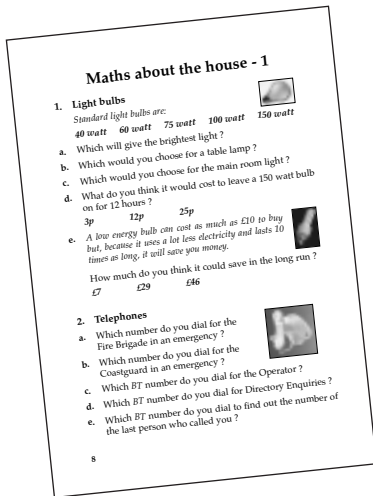 Maths about the house - 1
1. Light bulbs
Standard light bulbs are:
40 watt 60 watt 75 watt 100 watt 150 watt
a. Which will give the brightest light ?
b. Which would you choose for a table lamp ?
c. Which would you choose for the main room light ?
d. What do you think it would cost to leave a 150 watt bulb
on for 12 hours ?
3p 12p 25p
e. A low energy bulb can cost as much as £10 to buy
but, because it uses a lot less electricity and lasts 10
times as long, it will save you money.
How much do you think it could save in the long run ?
£7 £29 £46
2. Telephones
a. Which number do you dial for the
Fire Brigade in an emergency ?
b. Which number do you dial for the
Coastguard in an emergency ?
c. Which BT number do you dial for the Operator ?
d. Which BT number do you dial for Directory Enquiries ?
e. Which BT number do you dial to find out the number of
the last person who called you ?
8